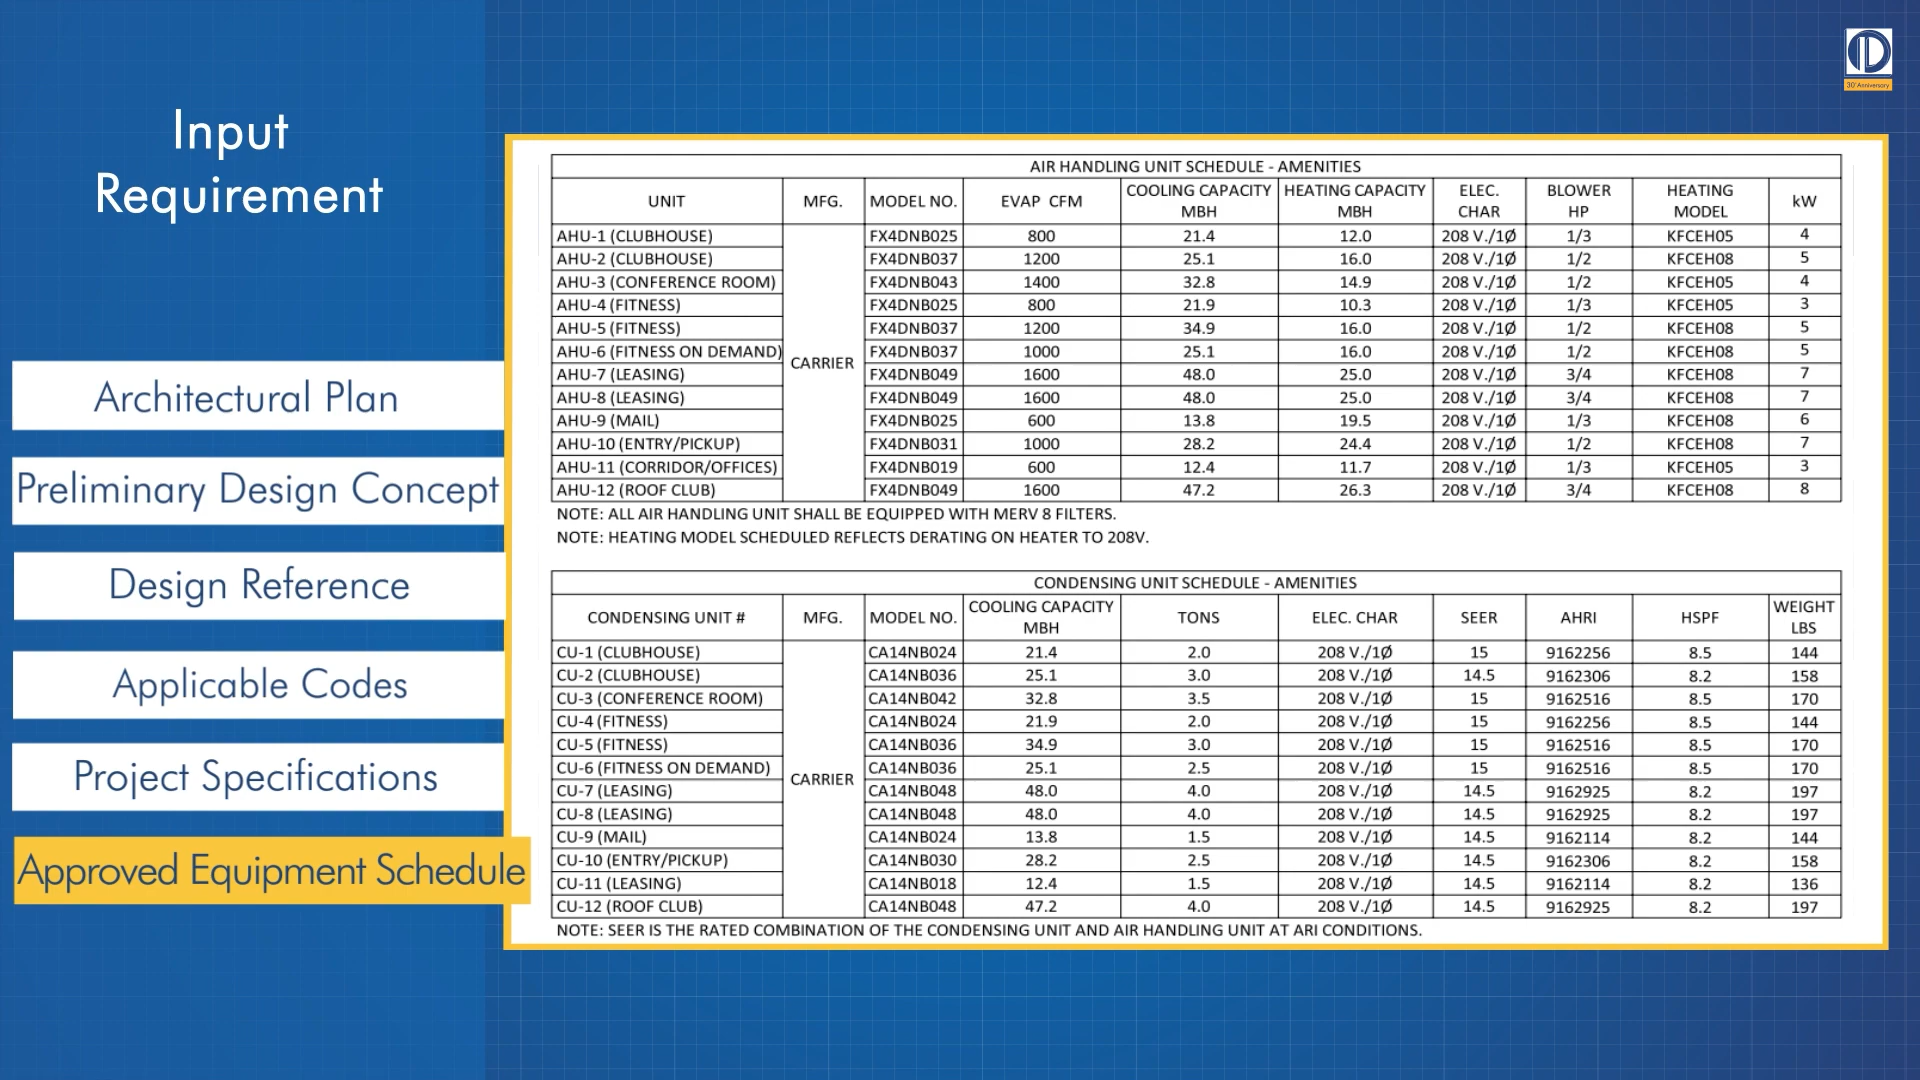 Input
Requirement
Architectural Plan
Preliminary Design Concept
Design Reference
Applicable Codes
Project Specifications
Approved Equipment Schedule
30 Anniversary
AIR HANDLING UNIT SCHEDULE - AMENITIES
UNIT MFG. MODEL NO. EVAP CFM COOLING CAPACITY MBH HEATING CAPACITY MBH ELEC. CHAR BLOWER HP HEATING MODEL kW
AHU-1 (CLUBHOUSE) FX4DNB025 800 21.4 12.0 208 V./1Ø 1/3 KFCEH05 4
AHU-2 (CLUBHOUSE) FX4DNB037 1200 25.1 16.0 208 V./1Ø 1/2 KFCEH08 5
AHU-3 (CONFERENCE ROOM) FX4DNB043 1400 32.8 14.9 208 V./1Ø 1/2 KFCEH05 4
AHU-4 (FITNESS) FX4DNB025 800 21.9 10.3 208 V./1Ø 1/3 KFCEH05 3
AHU-5 (FITNESS) FX4DNB037 1200 34.9 16.0 208 V./1Ø 1/2 KFCEH08 5
AHU-6 (FITNESS ON DEMAND) FX4DNB037 1000 25.1 16.0 208 V./1Ø 1/2 KFCEH08 5
CARRIER
AHU-7 (LEASING) FX4DNB049 1600 48.0 25.0 208 V./1Ø 3/4 KFCEH08 7
AHU-8 (LEASING) FX4DNB049 1600 48.0 25.0 208 V./1Ø 3/4 KFCEH08 7
AHU-9 (MAIL) FX4DNB025 600 13.8 19.5 208 V./1Ø 1/3 KFCEH08 6
AHU-10 (ENTRY/PICKUP) FX4DNB031 1000 28.2 24.4 208 V./1Ø 1/2 KFCEH08 7
AHU-11 (CORRIDOR/OFFICES) FX4DNB019 600 12.4 11.7 208 V./1Ø 1/3 KFCEH05 3
AHU-12 (ROOF CLUB) FX4DNB049 1600 47.2 26.3 208 V./1Ø 3/4 KFCEH08 8
NOTE: ALL AIR HANDLING UNIT SHALL BE EQUIPPED WITH MERV 8 FILTERS.
NOTE: HEATING MODEL SCHEDULED REFLECTS DERATING ON HEATER TO 208V.
CONDENSING UNIT SCHEDULE - AMENITIES
CONDENSING UNIT # MFG. MODEL NO. COOLING CAPACITY MBH TONS ELEC. CHAR SEER AHRI HSPF WEIGHT LBS
CU-1 (CLUBHOUSE) CA14NB024 21.4 2.0 208 V./1Ø 15 9162256 8.5 144
CU-2 (CLUBHOUSE) CA14NB036 25.1 3.0 208 V./1Ø 14.5 9162306 8.2 158
CU-3 (CONFERENCE ROOM) CA14NB042 32.8 3.5 208 V./1Ø 15 9162516 8.5 170
CU-4 (FITNESS) CA14NB024 21.9 2.0 208 V./1Ø 15 9162256 8.5 144
CU-5 (FITNESS) CA14NB036 34.9 3.0 208 V./1Ø 15 9162516 8.5 170
CU-6 (FITNESS ON DEMAND) CA14NB036 25.1 2.5 208 V./1Ø 15 9162516 8.5 170
CARRIER
CU-7 (LEASING) CA14NB048 48.0 4.0 208 V./1Ø 14.5 9162925 8.2 197
CU-8 (LEASING) CA14NB048 48.0 4.0 208 V./1Ø 14.5 9162925 8.2 197
CU-9 (MAIL) CA14NB024 13.8 1.5 208 V./1Ø 14.5 9162114 8.2 144
CU-10 (ENTRY/PICKUP) CA14NB030 28.2 2.5 208 V./1Ø 14.5 9162306 8.2 158
CU-11 (LEASING) CA14NB018 12.4 1.5 208 V./1Ø 14.5 9162114 8.2 136
CU-12 (ROOF CLUB) CA14NB048 47.2 4.0 208 V./1Ø 14.5 9162925 8.2 197
NOTE: SEER IS THE RATED COMBINATION OF THE CONDENSING UNIT AND AIR HANDLING UNIT AT ARI CONDITIONS.